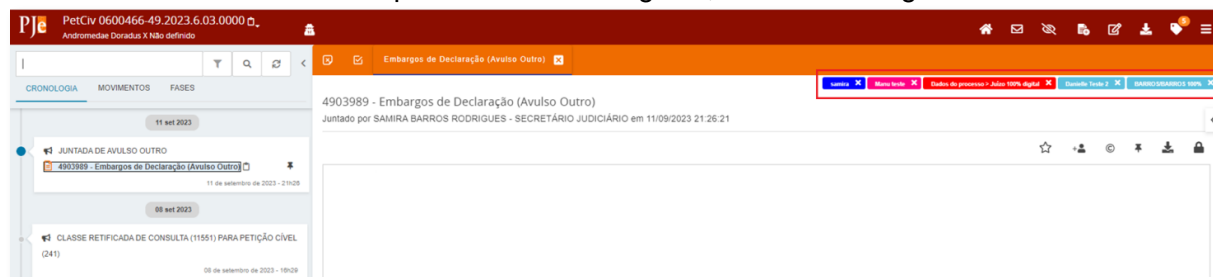 PJe PetCiv 0600466-49.2023.6.03.0000
Andromedae Doradus X Não definido
5
CRONOLOGIA MOVIMENTOS FASES
11 set 2023
JUNTADA DE AVULSO OUTRO
4903989 - Embargos de Declaração (Avulso Outro)
11 de setembro de 2023 - 21h26
08 set 2023
CLASSE RETIFICADA DE CONSULTA (11551) PARA PETIÇÃO CÍVEL
(241)
08 de setembro de 2023 - 16h29
Embargos de Declaração (Avulso Outro)
samira Manu teste Dados do processo > Juízo 100% digital Danielle Teste 2 BARROS/BARROS 100%
4903989 - Embargos de Declaração (Avulso Outro)
Juntado por SAMIRA BARROS RODRIGUES - SECRETÁRIO JUDICIÁRIO em 11/09/2023 21:26:21